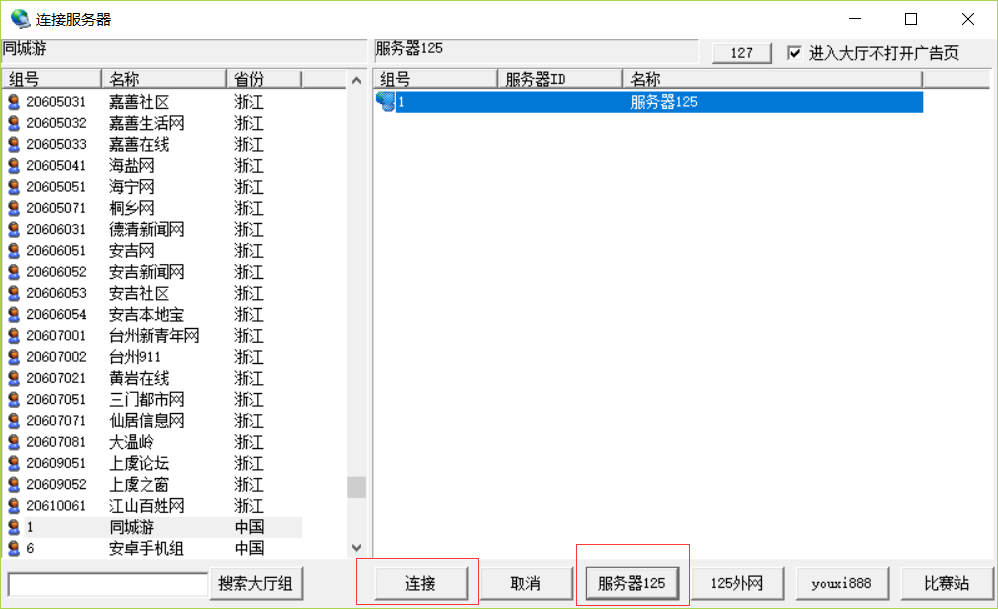 连接服务器
同城游
服务器125
127
进入大厅不打开广告页
组号 名称 省份
20605031 嘉善社区 浙江
20605032 嘉善生活网 浙江
20605033 嘉善在线 浙江
20605041 海盐网 浙江
20605051 海宁网 浙江
20605071 桐乡网 浙江
20606031 德清新闻网 浙江
20606051 安吉网 浙江
20606052 安吉新闻网 浙江
20606053 安吉社区 浙江
20606054 安吉本地宝 浙江
20607001 台州新青年网 浙江
20607002 台州911 浙江
20607021 黄岩在线 浙江
20607051 三门都市网 浙江
20607071 仙居信息网 浙江
20607081 大温岭 浙江
20609051 上虞论坛 浙江
20609052 上虞之窗 浙江
20610061 江山百姓网 浙江
1 同城游 中国
6 安卓手机组 中国
组号 服务器ID 名称
1 服务器125
搜索大厅组
连接
取消
服务器125
125外网
youxi888
比赛站